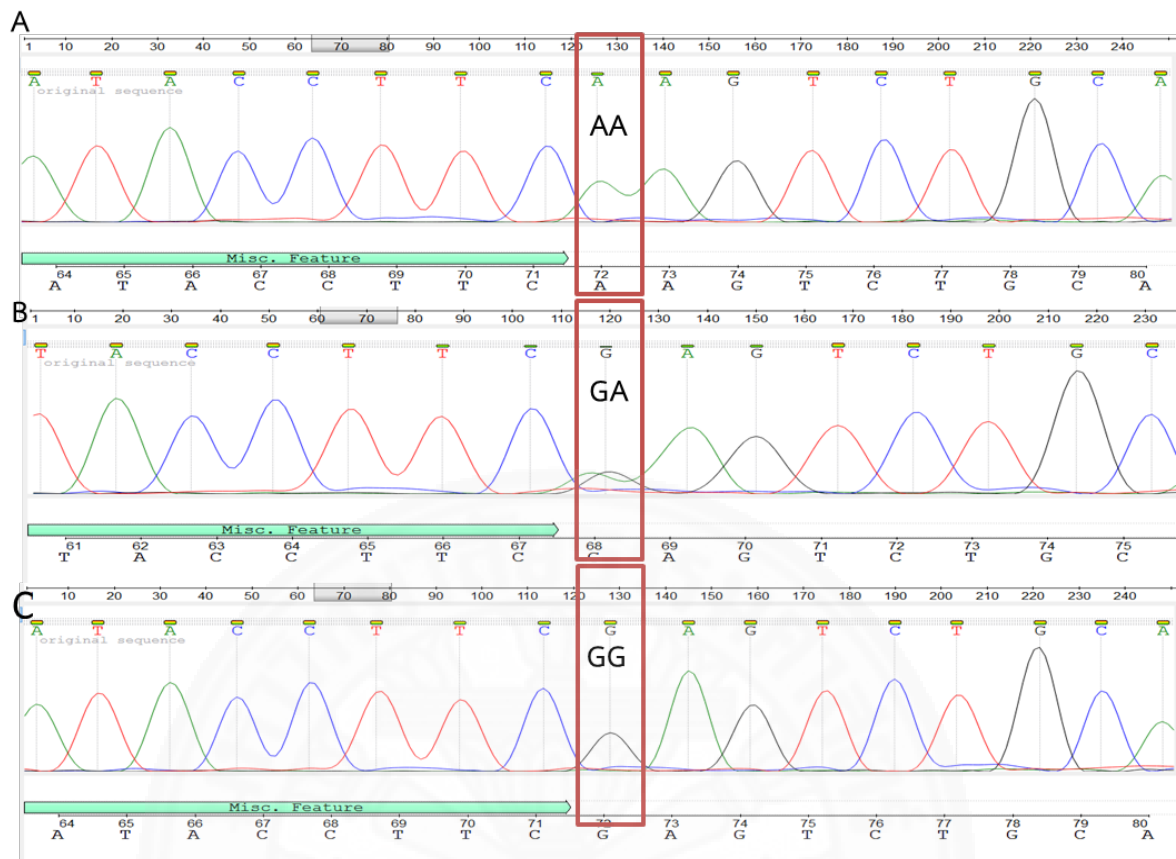 A
1 10 20 30 40 50 60 70 80 90 100 110 120 130 140 150 160 170 180 190 200 210 220 230 240
A T A C C T T C A A G T C T G C A
original sequence
AA
Misc. Feature
64 65 66 67 68 69 70 71 72 73 74 75 76 77 78 79 80
A T A C C T T C A A G T C T G C A
B
1 10 20 30 40 50 60 70 80 90 100 110 120 130 140 150 160 170 180 190 200 210 220 230
T A C C T T C G A G T C T G C
original sequence
GA
Misc. Feature
61 62 63 64 65 66 67 68 69 70 71 72 73 74 75
T A C C T T C G A G T C T G C
C
10 20 30 40 50 60 70 80 90 100 110 120 130 140 150 160 170 180 190 200 210 220 230 240
A T A C C T T C G A G T C T G C A
original sequence
GG
Misc. Feature
64 65 66 67 68 69 70 71 72 73 74 75 76 77 78 79 80
A T A C C T T C G A G T C T G C A